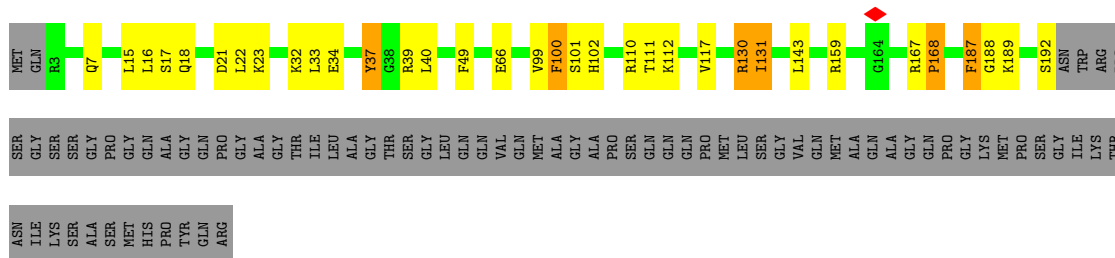 MET GLN R3 Q7 L15 L16 S17 Q18 D21 L22 K23 K32 L33 E34 Y37 G38 R39 L40 F49 E66 V99 F100 S101 H102 R110 T111 K112 V117 R130 I131 L143 R159 G164 R167 P168 F187 G188 K189 S192 ASN TRP ARG
SER GLY SER SER GLY PRO GLY GLN ALA GLY GLN PRO GLY ALA GLY THR ILE LEU ALA GLY THR SER GLY LEU GLN GLN VAL GLN MET ALA GLY ALA PRO SER GLN GLN GLN PRO MET LEU SER GLY VAL GLN MET ALA GLN ALA GLY GLN PRO GLY LYS MET PRO SER GLY ILE LYS THR
ASN ILE LYS SER ALA SER MET HIS PRO TYR GLN ARG